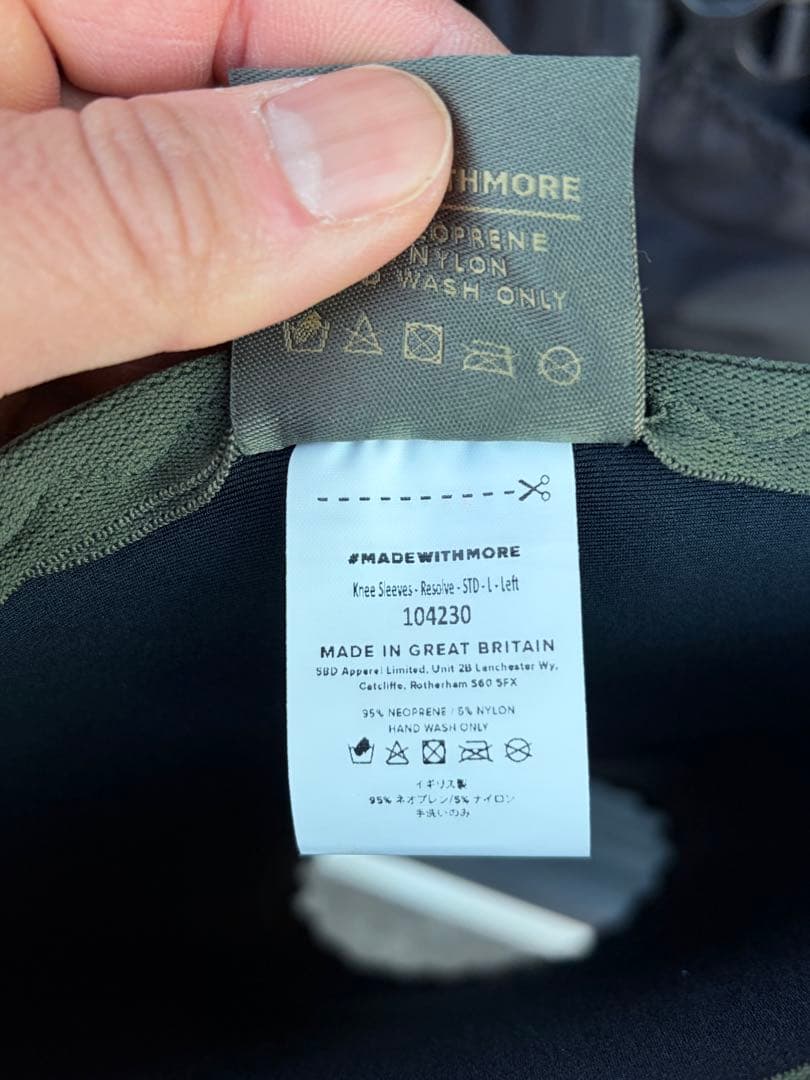 THMORE
OPRENE
NYLON
WASH ONLY
#MADEWITHMORE
Knee Sleeves - Resolve - STD - L - Left
104230
MADE IN GREAT BRITAIN
SBD Apparel Limited, Unit 2B Lanchester Wy,
Catcliffe, Rotherham S60 5FX
95% NEOPRENE / 5% NYLON
HAND WASH ONLY
イギリス製
95% ネオプレン/5% ナイロン
手洗いのみ